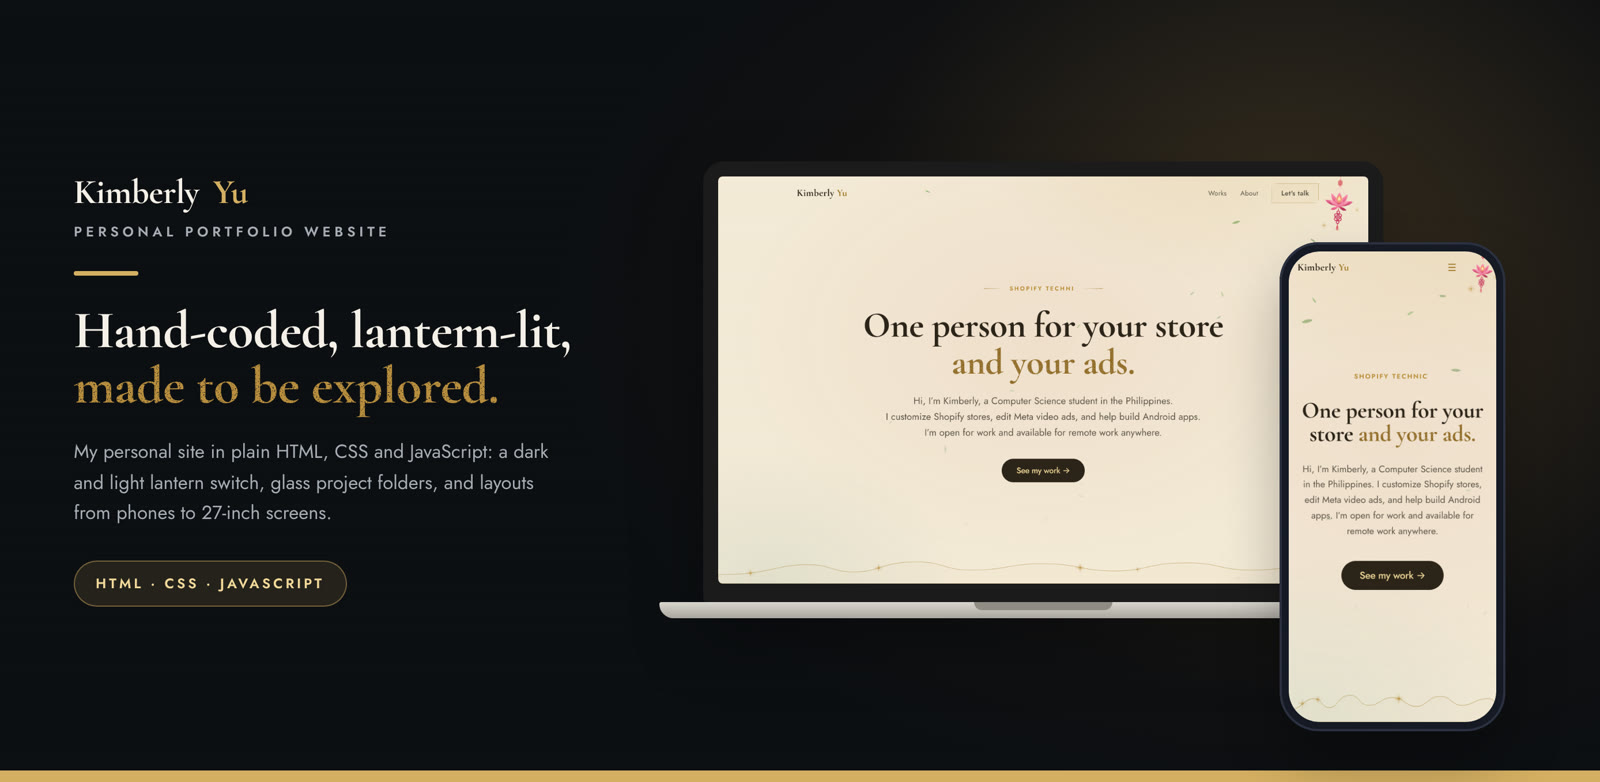 Kimberly Yu
PERSONAL PORTFOLIO WEBSITE
Hand-coded, lantern-lit,
made to be explored.
My personal site in plain HTML, CSS and JavaScript: a dark
and light lantern switch, glass project folders, and layouts
from phones to 27-inch screens.
HTML · CSS · JAVASCRIPT
Kimberly Yu
Works About Let's talk
SHOPIFY TECHNI
One person for your store
and your ads.
Hi, I'm Kimberly, a Computer Science student in the Philippines.
I customize Shopify stores, edit Meta video ads, and help build Android apps.
I'm open for work and available for remote work anywhere.
See my work →
Kimberly Yu
SHOPIFY TECHNIC
One person for your
store and your ads.
Hi, I'm Kimberly, a Computer Science student
in the Philippines. I customize Shopify stores,
edit Meta video ads, and help build Android
apps. I'm open for work and available for
remote work anywhere.
See my work →